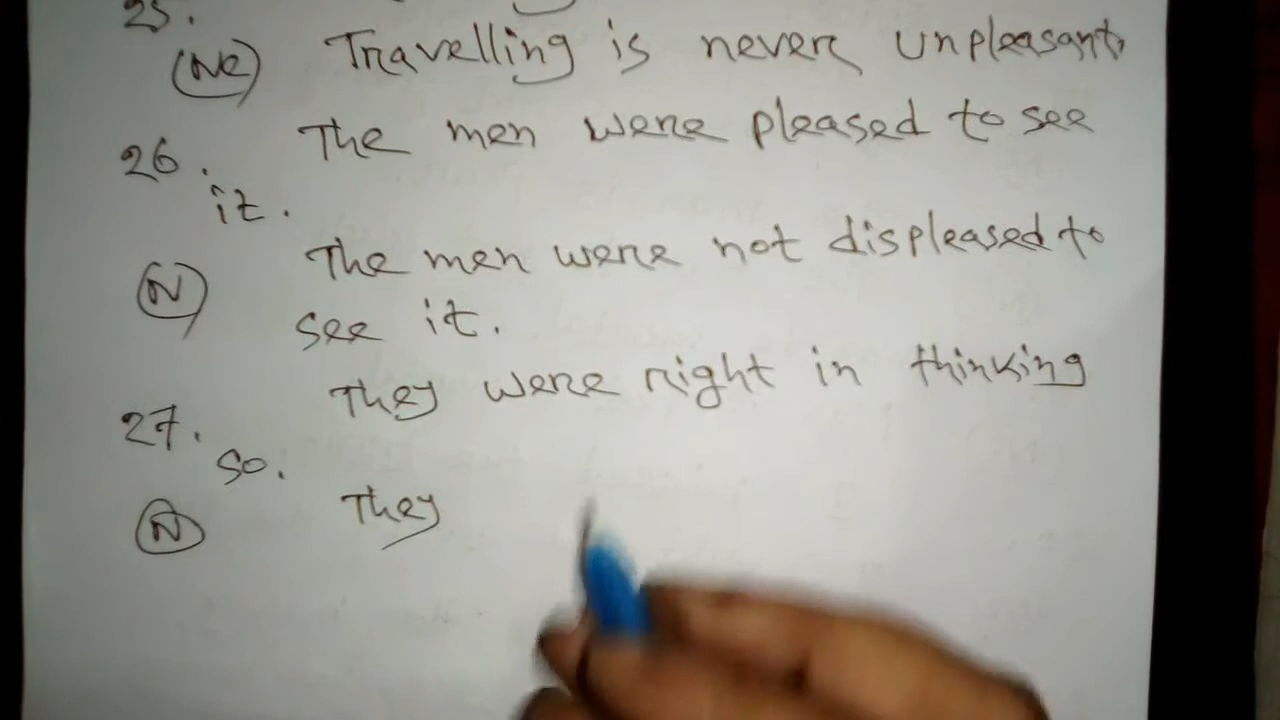 25.
(Ne) Travelling is never unpleasant.
26. The men were pleased to see
it.
(N) The men were not displeased to
see it.
27. They were right in thinking
so.
(N) They